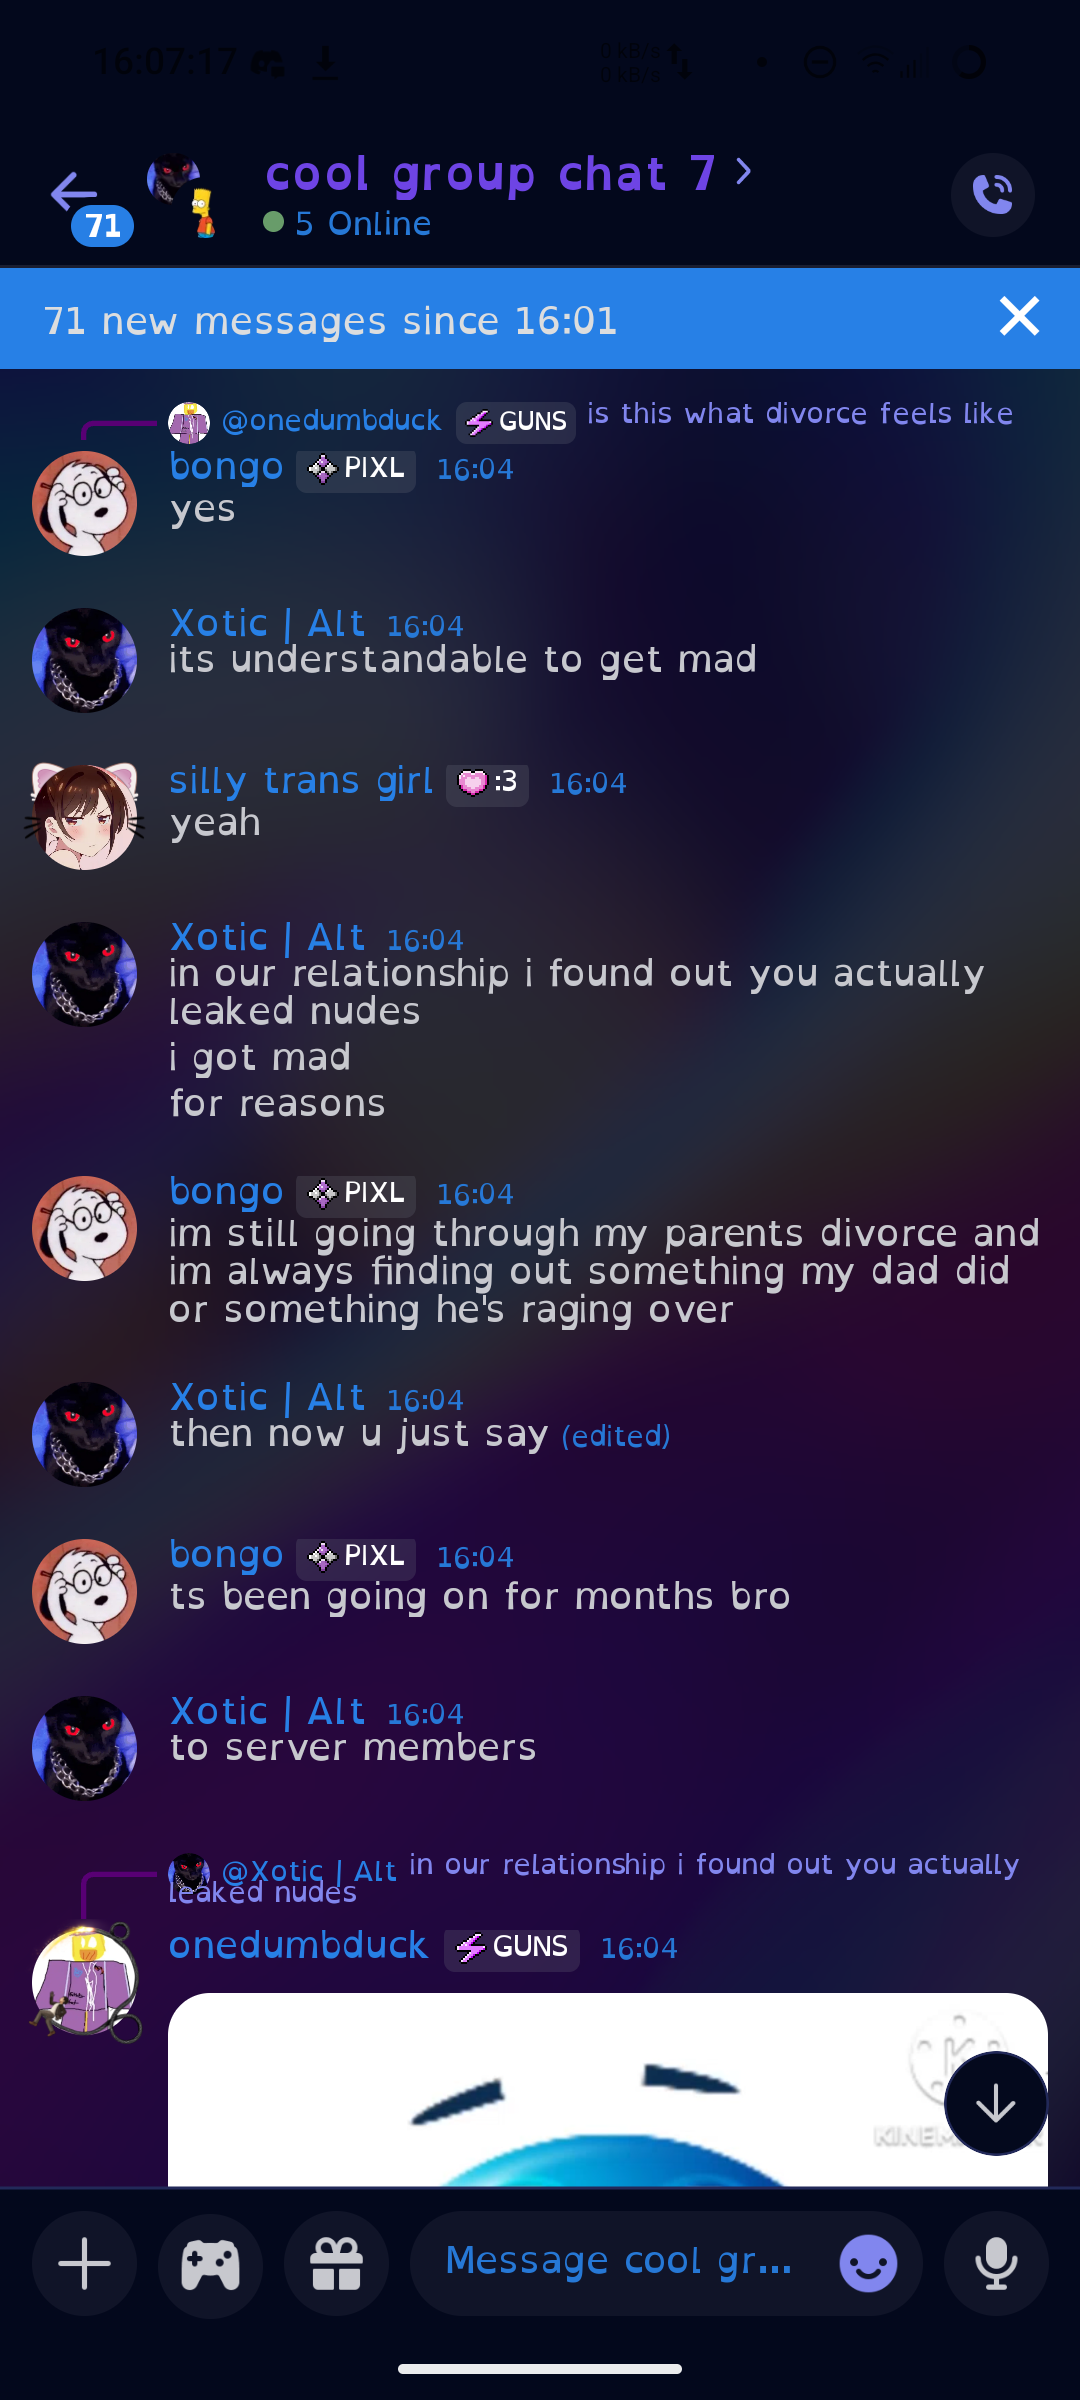 16:07:17
0 kB/s
0 kB/s
cool group chat 7
71
5 Online
71 new messages since 16:01
@onedumbduck GUNS is this what divorce feels like
bongo PIXL 16:04
yes
Xotic | Alt 16:04
its understandable to get mad
silly trans girl :3 16:04
yeah
Xotic | Alt 16:04
in our relationship i found out you actually
leaked nudes
i got mad
for reasons
bongo PIXL 16:04
im still going through my parents divorce and
im always finding out something my dad did
or something he's raging over
Xotic | Alt 16:04
then now u just say (edited)
bongo PIXL 16:04
ts been going on for months bro
Xotic | Alt 16:04
to server members
@Xotic | Alt in our relationship i found out you actually
leaked nudes
onedumbduck GUNS 16:04
K
Message cool gr...